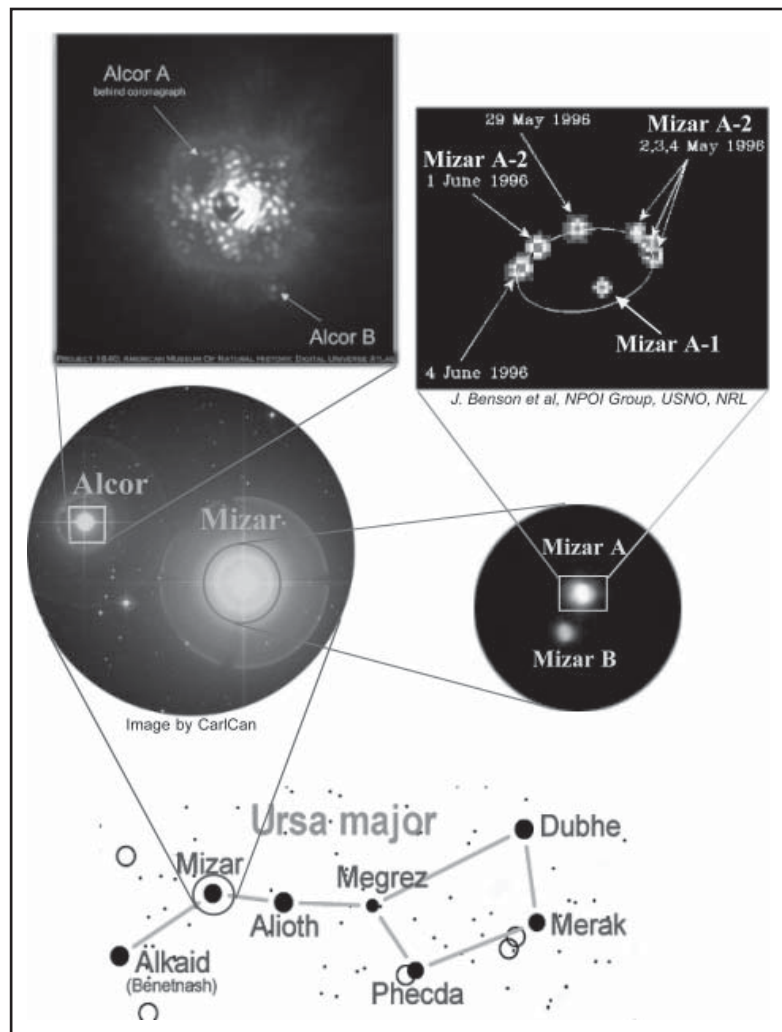 Alcor A
behind coronagraph
Alcor B
PROJECT 1640, AMERICAN MUSEUM OF NATURAL HISTORY, DIGITAL UNIVERSE ATLAS
29 May 1996
Mizar A-2
2,3,4 May 1996
Mizar A-2
1 June 1996
Mizar A-1
4 June 1996
J. Benson et al, NPOI Group, USNO, NRL
Alcor
Mizar
Mizar A
Mizar B
Image by CarlCan
Ursa major
Dubhe
Mizar
Megrez
Alioth
Merak
Älkaid
(Benetnash)
Phecda